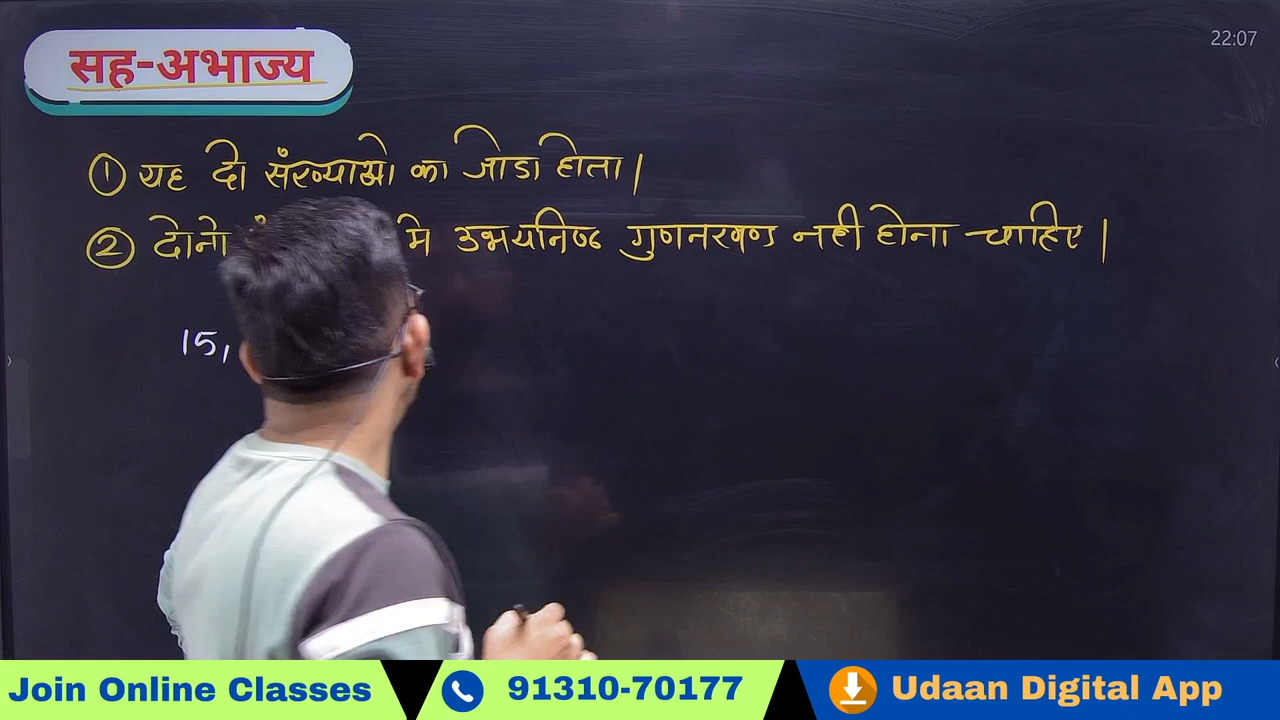 22:07
सह-अभाज्य
① यह दो संख्याओ का जोडा होता|
② दोनो मे उभयनिष्ठ गुणनखण्ड नही होना चाहिए|
15,
Join Online Classes 91310-70177 Udaan Digital App